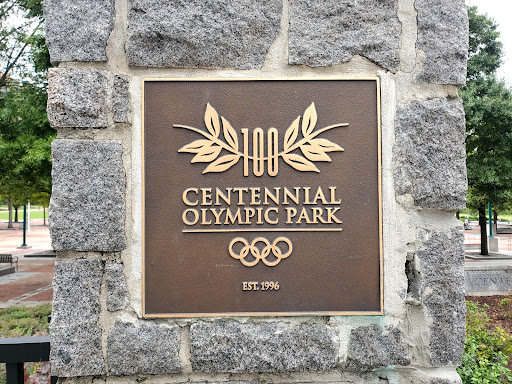 100
CENTENNIAL
OLYMPIC PARK
EST. 1996